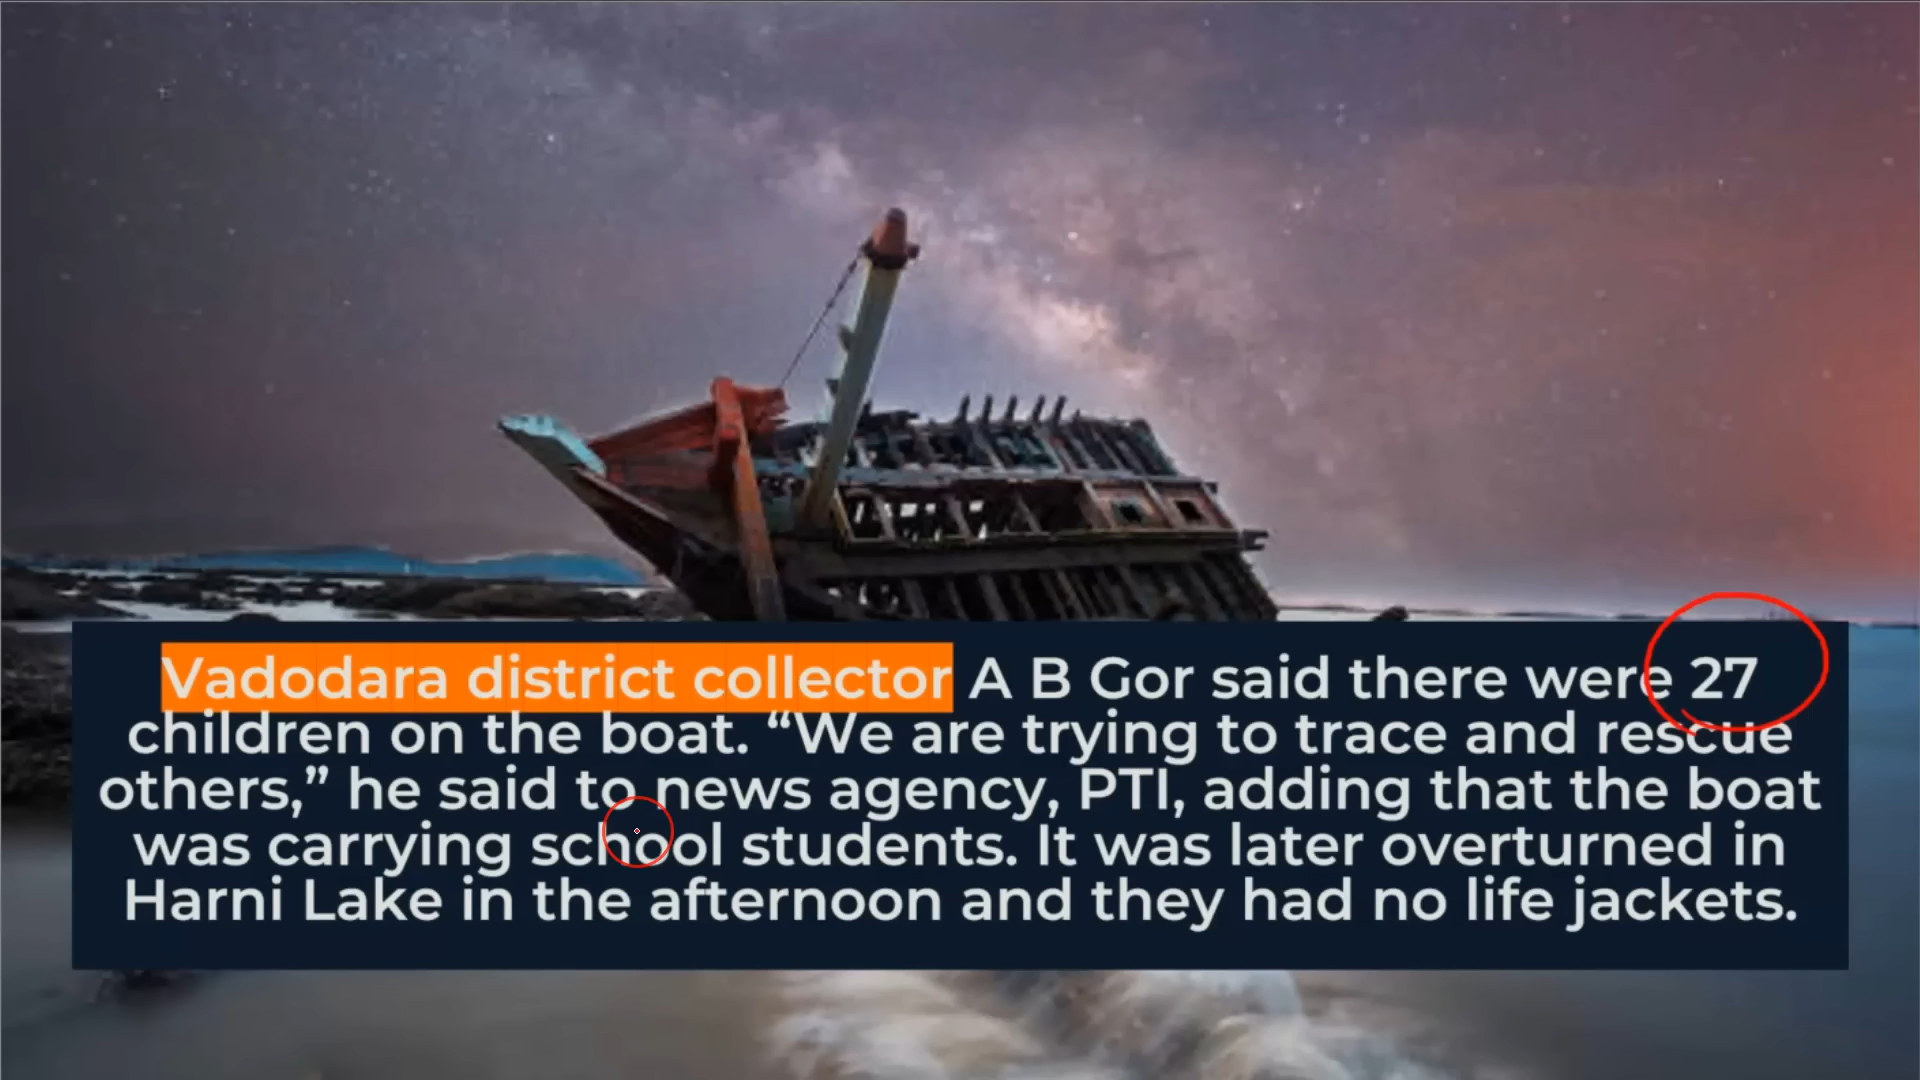 Vadodara district collector A B Gor said there were 27
children on the boat. “We are trying to trace and rescue
others,” he said to news agency, PTI, adding that the boat
was carrying school students. It was later overturned in
Harni Lake in the afternoon and they had no life jackets.